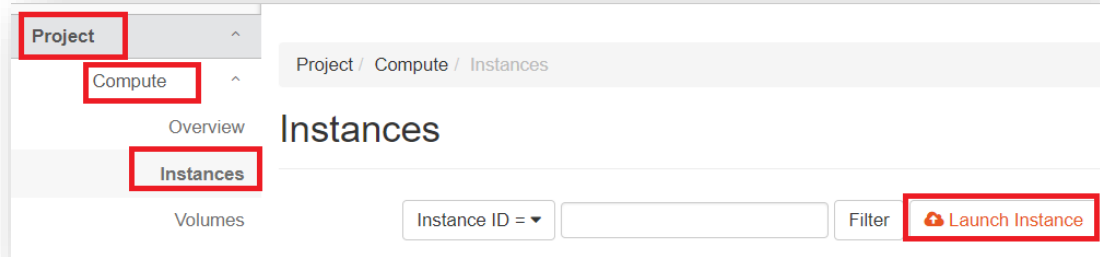 Project
Compute
Overview
Instances
Volumes
Project / Compute / Instances
Instances
Instance ID = Filter Launch Instance